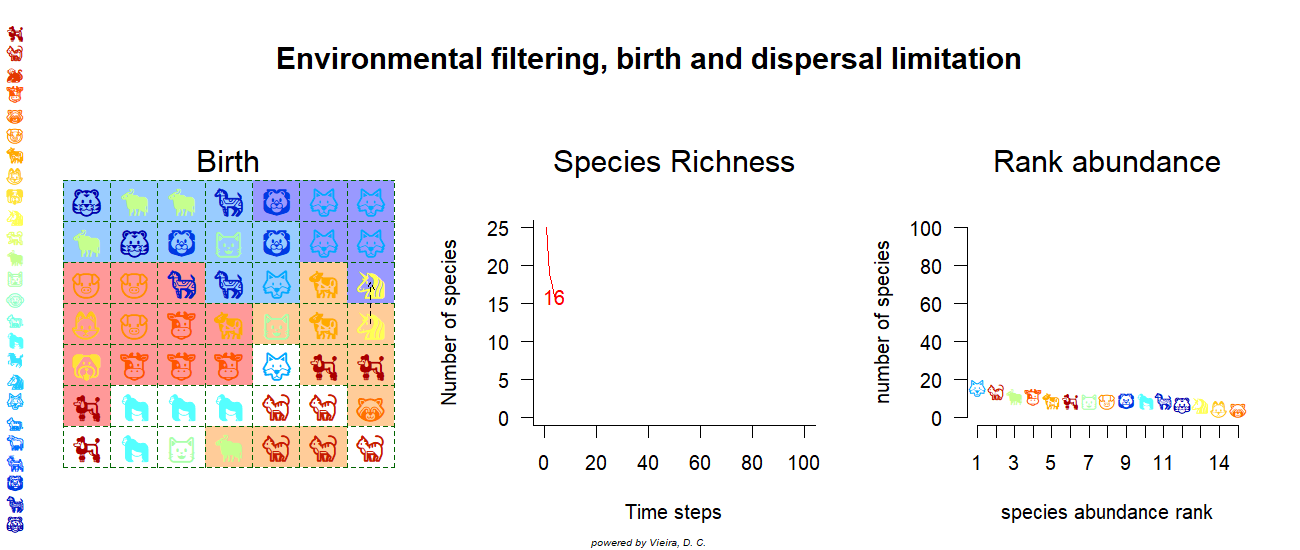 Environmental filtering, birth and dispersal limitation
Birth
Species Richness
Rank abundance
Number of species
25
20
15
10
5
0
16
0 20 40 60 80 100
Time steps
number of species
100
80
60
40
20
0
1 3 5 7 9 11 14
species abundance rank
powered by Vieira, D. C.